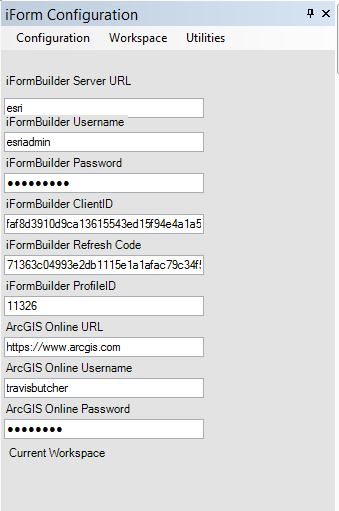 iForm Configuration
Configuration Workspace Utilities
iFormBuilder Server URL
esri
iFormBuilder Username
esriadmin
iFormBuilder Password
●●●●●●●●●
iFormBuilder ClientID
faf8d3910d9ca13615543ed15f94e4a1a5
iFormBuilder Refresh Code
71363c04993e2db1115e1a1afac79c34f5
iFormBuilder ProfileID
11326
ArcGIS Online URL
https://www.arcgis.com
ArcGIS Online Username
travisbutcher
ArcGIS Online Password
●●●●●●●●
Current Workspace